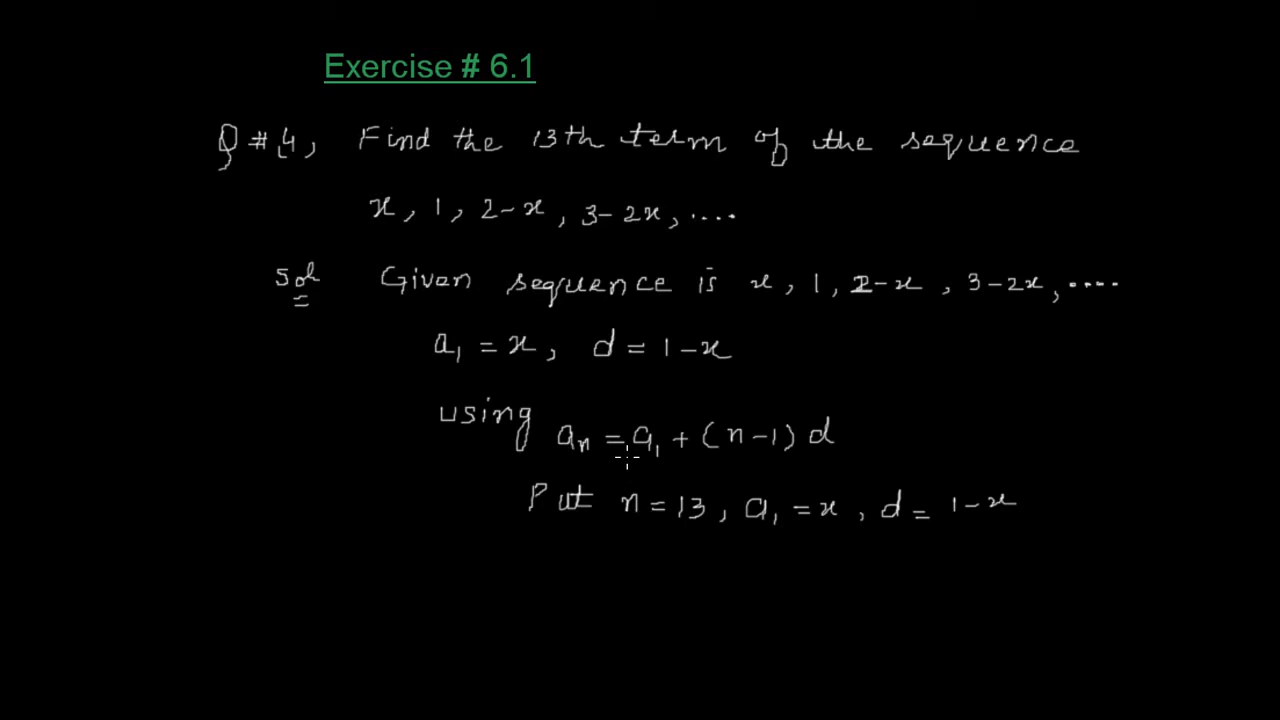 Exercise # 6.1
Q #4, Find the 13th term of the sequence
x, 1, 2-x, 3-2x, ....
Sol Given sequence is x, 1, 2-x, 3-2x, ....
a₁ = x, d = 1-x
using aₙ = a₁ + (n-1) d
Put n = 13, a₁ = x, d = 1-x